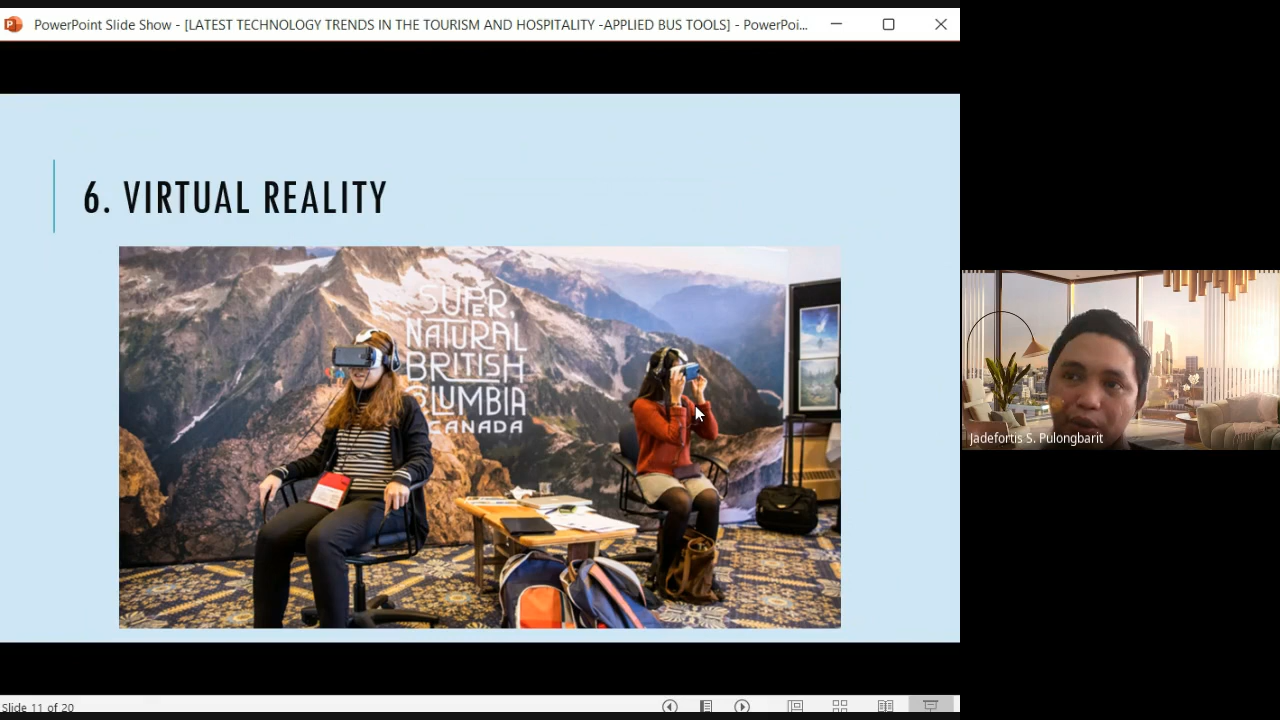 PowerPoint Slide Show - [LATEST TECHNOLOGY TRENDS IN THE TOURISM AND HOSPITALITY -APPLIED BUS TOOLS] - PowerPoi...
6. VIRTUAL REALITY
SUPER,
NATURAL
BRITISH
COLUMBIA
CANADA
Jadefortis S. Pulongbarit
Slide 11 of 20